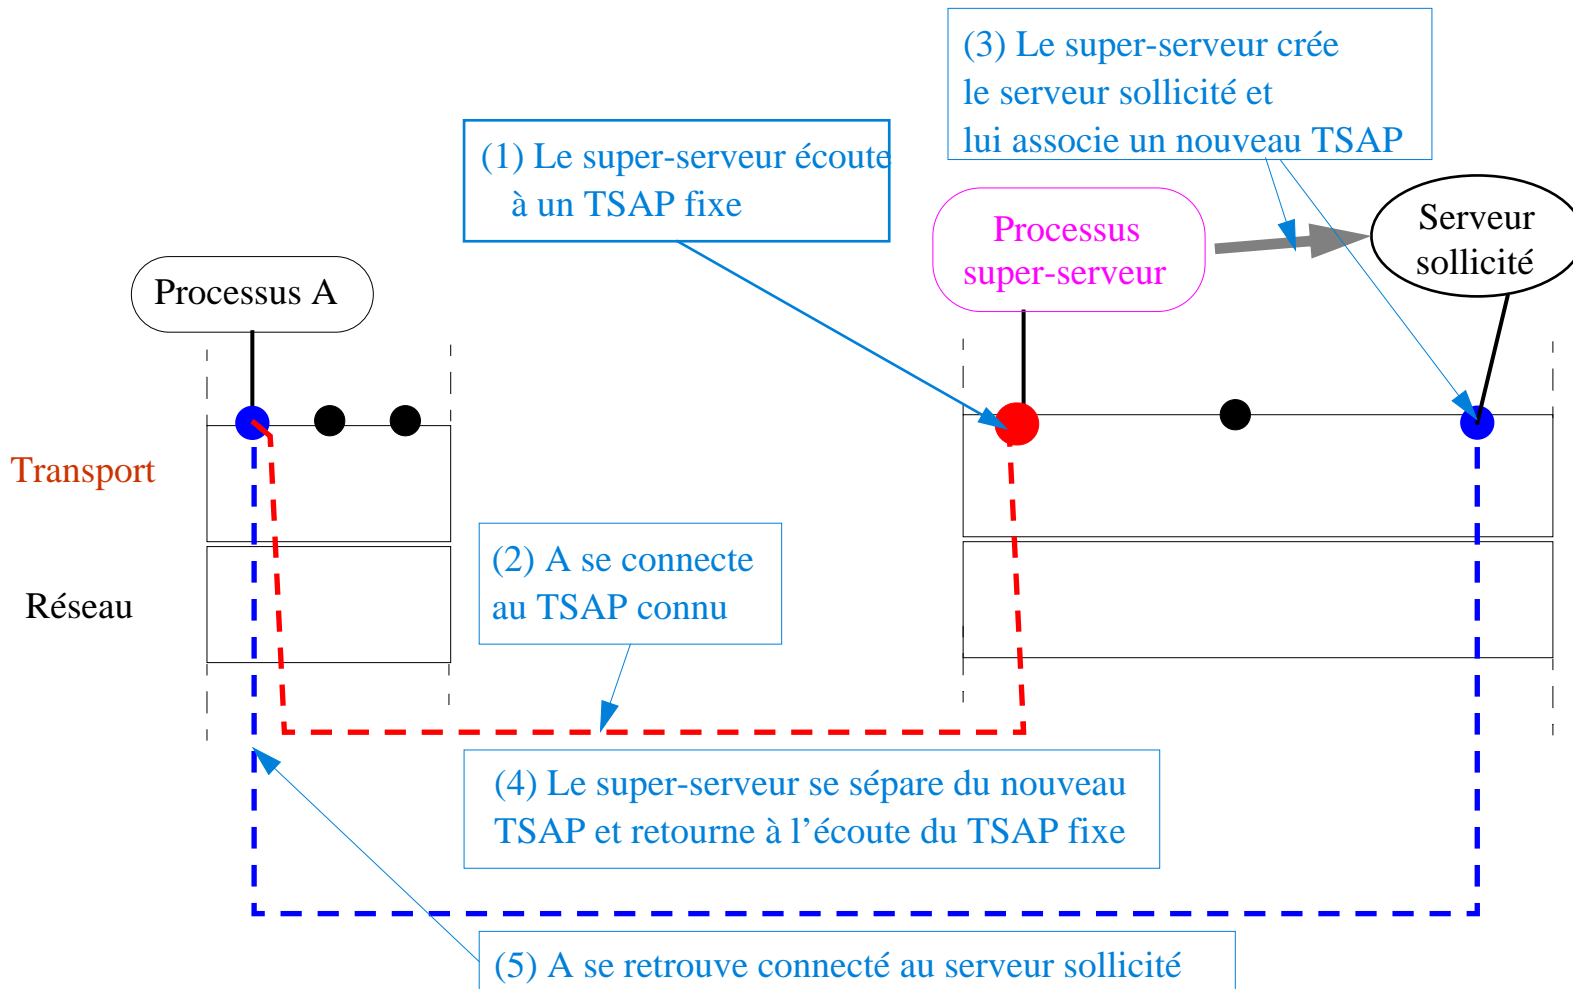 (3) Le super-serveur crée
le serveur sollicité et
lui associe un nouveau TSAP
(1) Le super-serveur écoute
à un TSAP fixe
Processus
super-serveur
Serveur
sollicité
Processus A
Transport
(2) A se connecte
au TSAP connu
Réseau
(4) Le super-serveur se sépare du nouveau
TSAP et retourne à l’écoute du TSAP fixe
(5) A se retrouve connecté au serveur sollicité